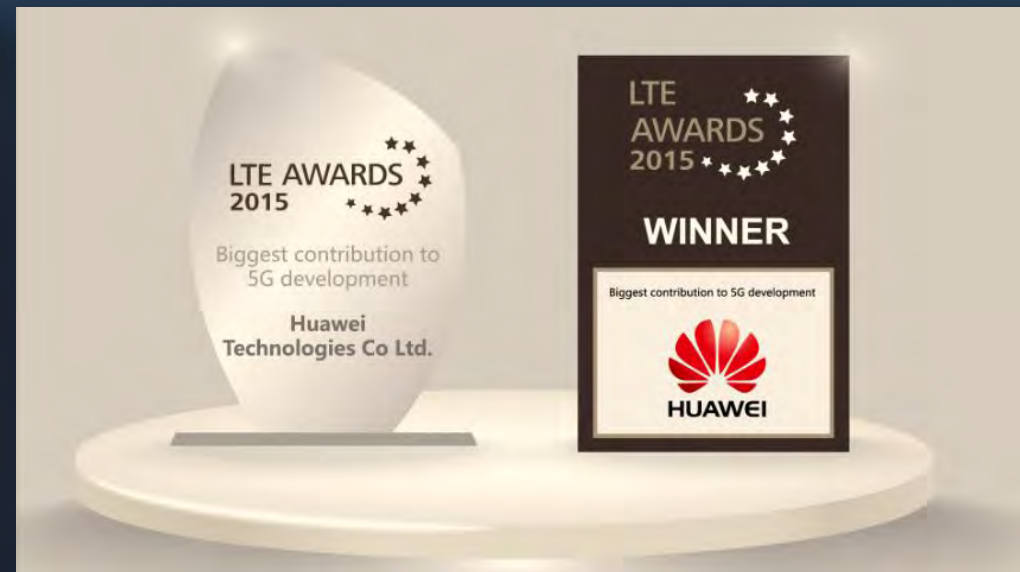 LTE AWARDS
2015
Biggest contribution to
5G development
Huawei
Technologies Co Ltd.
LTE
AWARDS
2015
WINNER
Biggest contribution to 5G development
HUAWEI